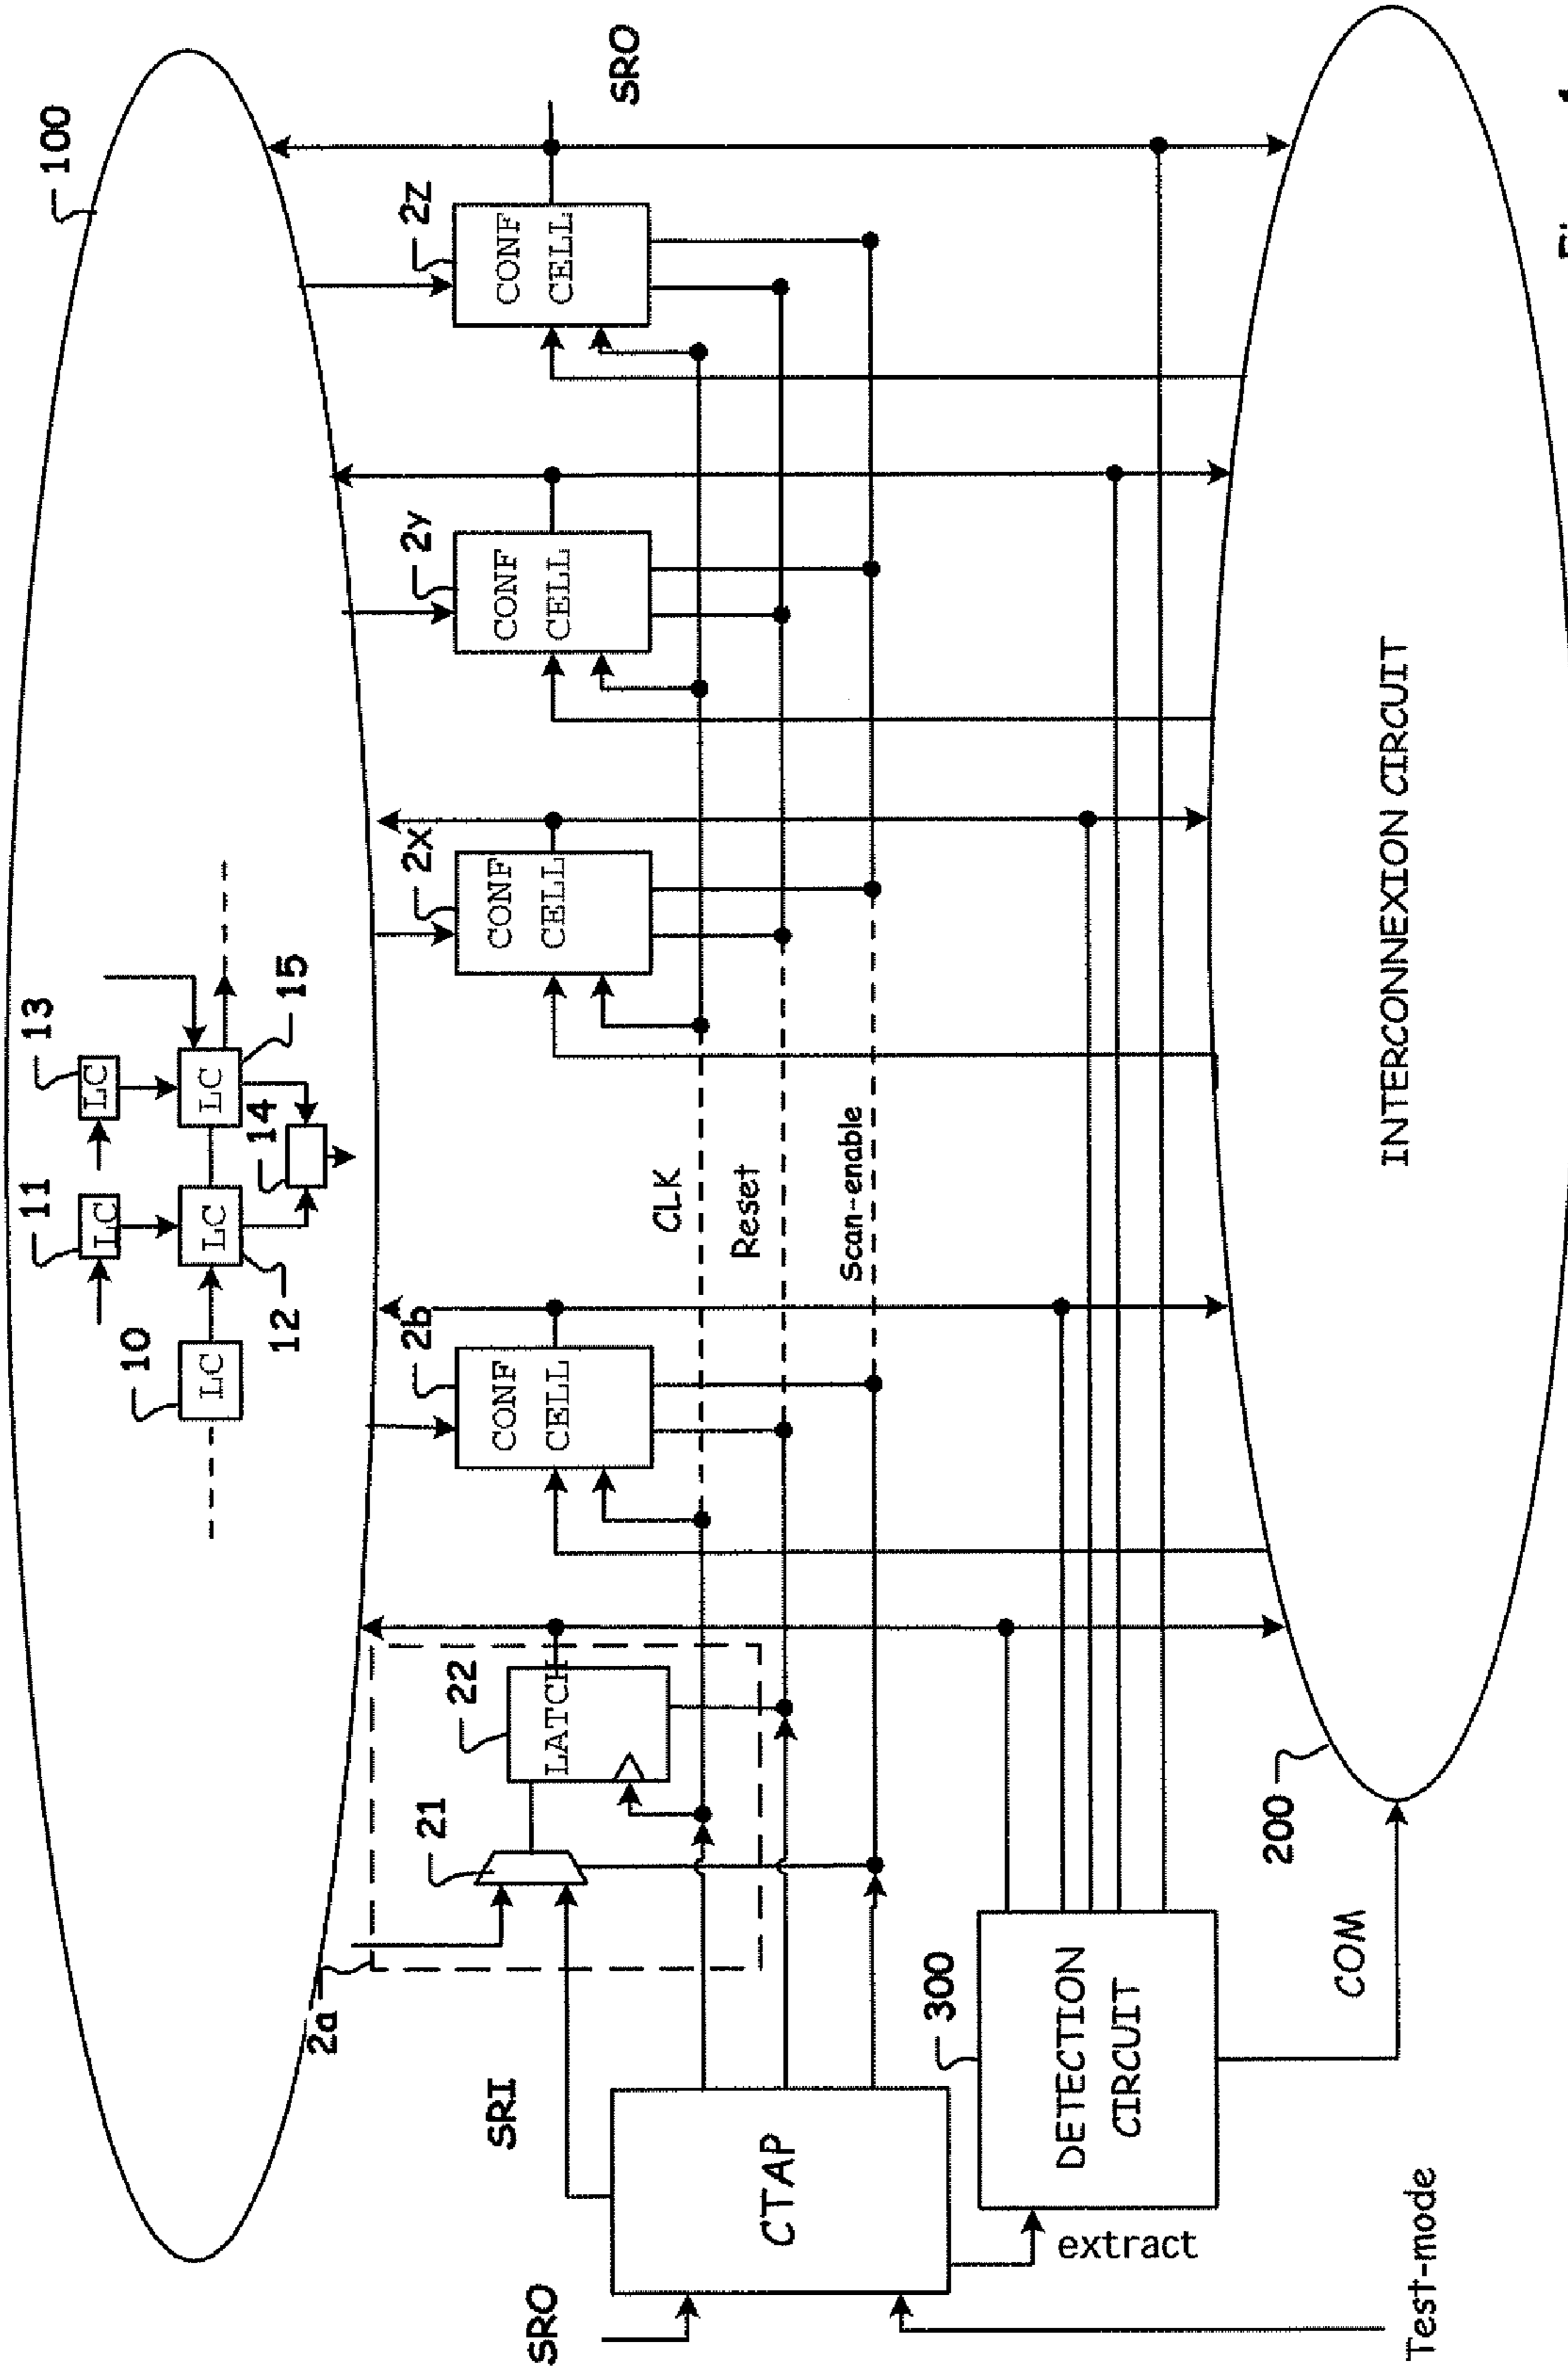 100
11
13
LC
LC
10
LC
LC
LC
12
14
15
2a
21
22
LATCH
2b
CONF
CELL
2x
CONF
CELL
2y
CONF
CELL
2z
CONF
CELL
SRO
SRI
SRO
CTAP
CLK
Reset
Scan-enable
extract
300
DETECTION
CIRCUIT
Test-mode
COM
200
INTERCONNEXION CIRCUIT